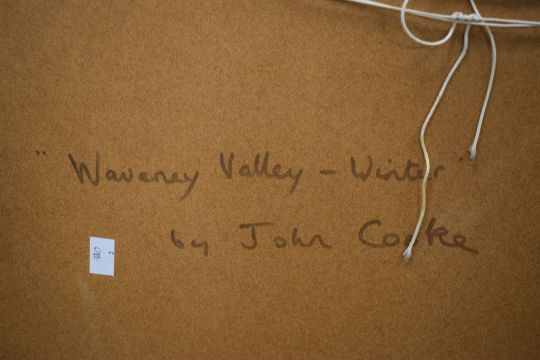 "Waveney Valley - Winter"
by John Cooke